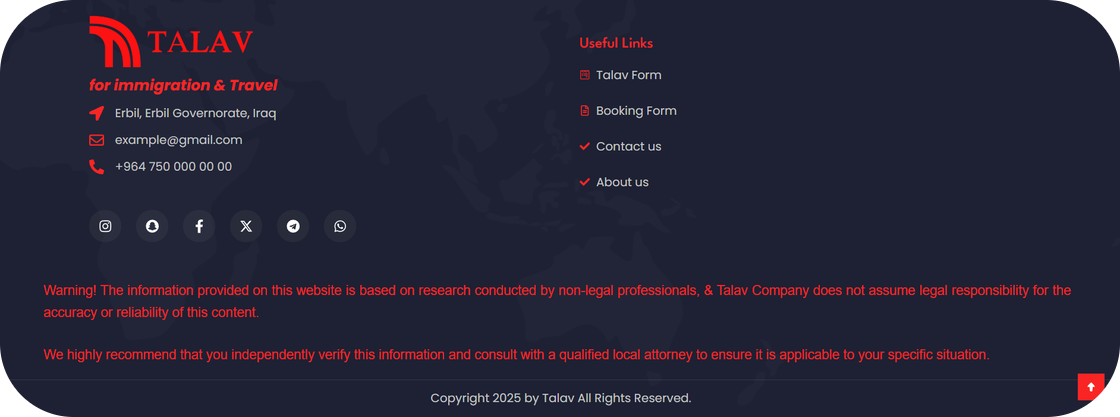 TALAV
for immigration & Travel
Erbil, Erbil Governorate, Iraq
example@gmail.com
+964 750 000 00 00
Useful Links
Talav Form
Booking Form
Contact us
About us
Warning! The information provided on this website is based on research conducted by non-legal professionals, & Talav Company does not assume legal responsibility for the
accuracy or reliability of this content.
We highly recommend that you independently verify this information and consult with a qualified local attorney to ensure it is applicable to your specific situation.
Copyright 2025 by Talav All Rights Reserved.